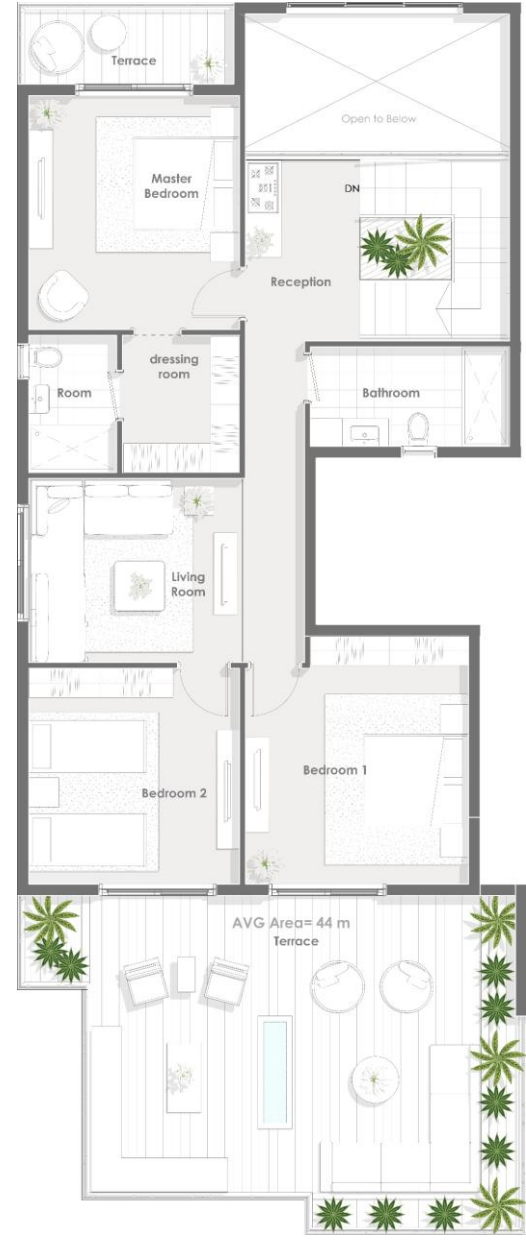 Terrace
Open to Below
Master
Bedroom
DN
Reception
dressing
room
Room
Bathroom
Living
Room
Bedroom 1
Bedroom 2
AVG Area= 44 m
Terrace